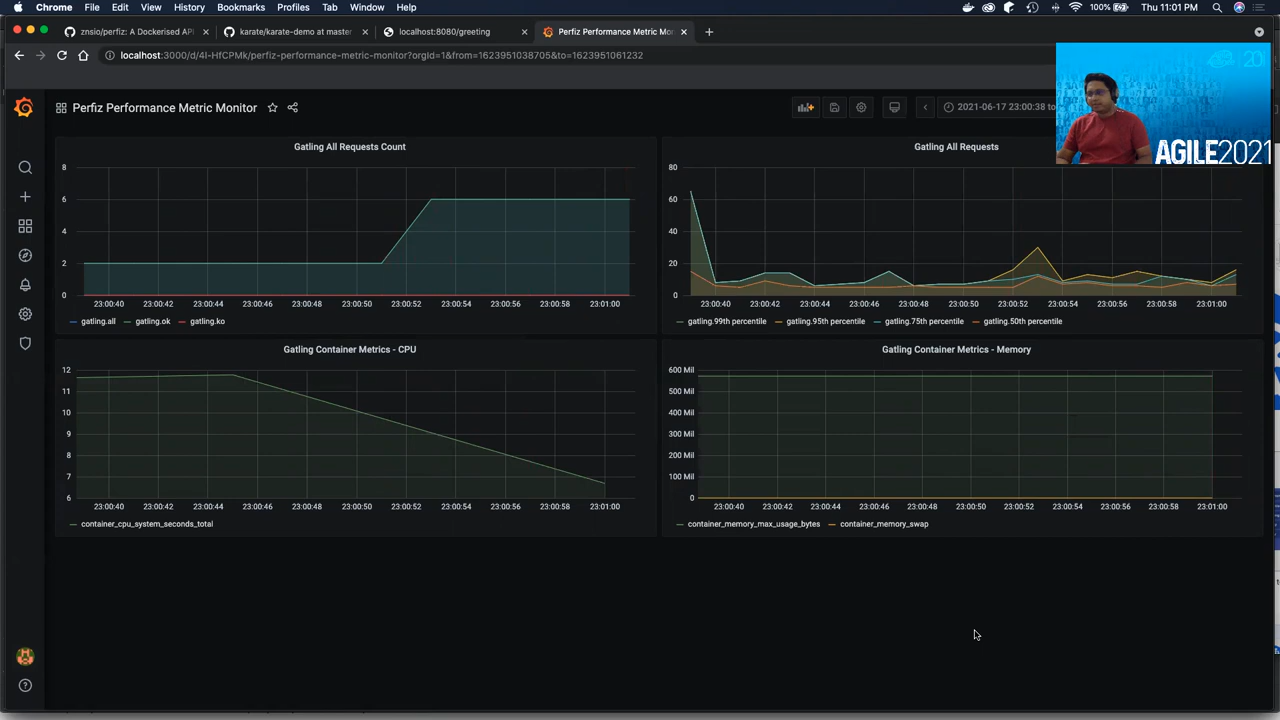 Chrome File Edit View History Bookmarks Profiles Tab Window Help 100% Thu 11:01 PM
znsio/perfiz: A Dockerised API
karate/karate-demo at master
localhost:8080/greeting
Perfiz Performance Metric Mo
localhost:3000/d/4I-HfCPMk/perfiz-performance-metric-monitor?orgId=1&from=1623951038705&to=1623951061232
Perfiz Performance Metric Monitor
2021-06-17 23:00:38 to
AGILE2021
Gatling All Requests Count
8
6
4
2
0
23:00:40 23:00:42 23:00:44 23:00:46 23:00:48 23:00:50 23:00:52 23:00:54 23:00:56 23:00:58 23:01:00
gatling.all gatling.ok gatling.ko
Gatling All Requests
80
60
40
20
0
23:00:40 23:00:42 23:00:44 23:00:46 23:00:48 23:00:50 23:00:52 23:00:54 23:00:56 23:00:58 23:01:00
gatling.99th percentile gatling.95th percentile gatling.75th percentile gatling.50th percentile
Gatling Container Metrics - CPU
12
11
10
9
8
7
6
23:00:40 23:00:42 23:00:44 23:00:46 23:00:48 23:00:50 23:00:52 23:00:54 23:00:56 23:00:58 23:01:00
container_cpu_system_seconds_total
Gatling Container Metrics - Memory
600 Mil
500 Mil
400 Mil
300 Mil
200 Mil
100 Mil
0
23:00:40 23:00:42 23:00:44 23:00:46 23:00:48 23:00:50 23:00:52 23:00:54 23:00:56 23:00:58 23:01:00
container_memory_max_usage_bytes container_memory_swap